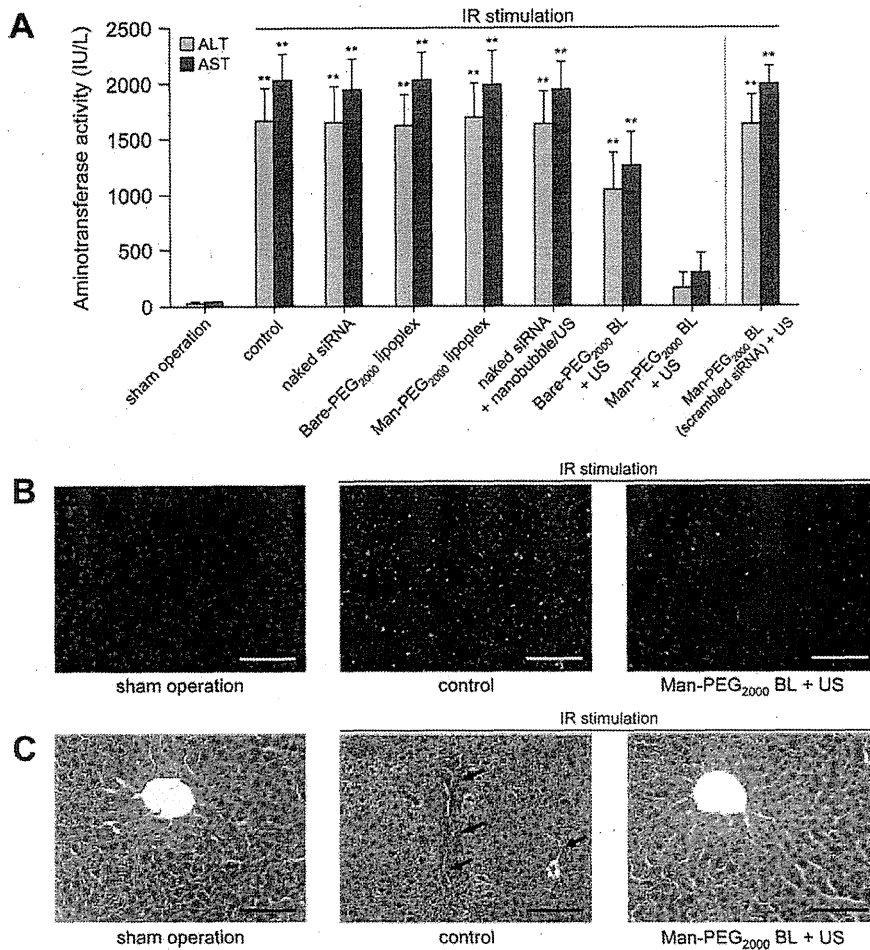 A
IR stimulation
Aminotransferase activity (IU/L)
2500
2000
1500
1000
500
0
ALT
AST
** **
** **
** **
** **
** **
** **
** **
sham operation
control
naked siRNA
Bare-PEG2000 lipoplex
Man-PEG2000 lipoplex
naked siRNA
+ nanobubble/US
Bare-PEG2000 BL
+ US
Man-PEG2000 BL
+ US
Man-PEG2000 BL
(scrambled siRNA) + US
B
IR stimulation
sham operation
control
Man-PEG2000 BL + US
C
IR stimulation
sham operation
control
Man-PEG2000 BL + US